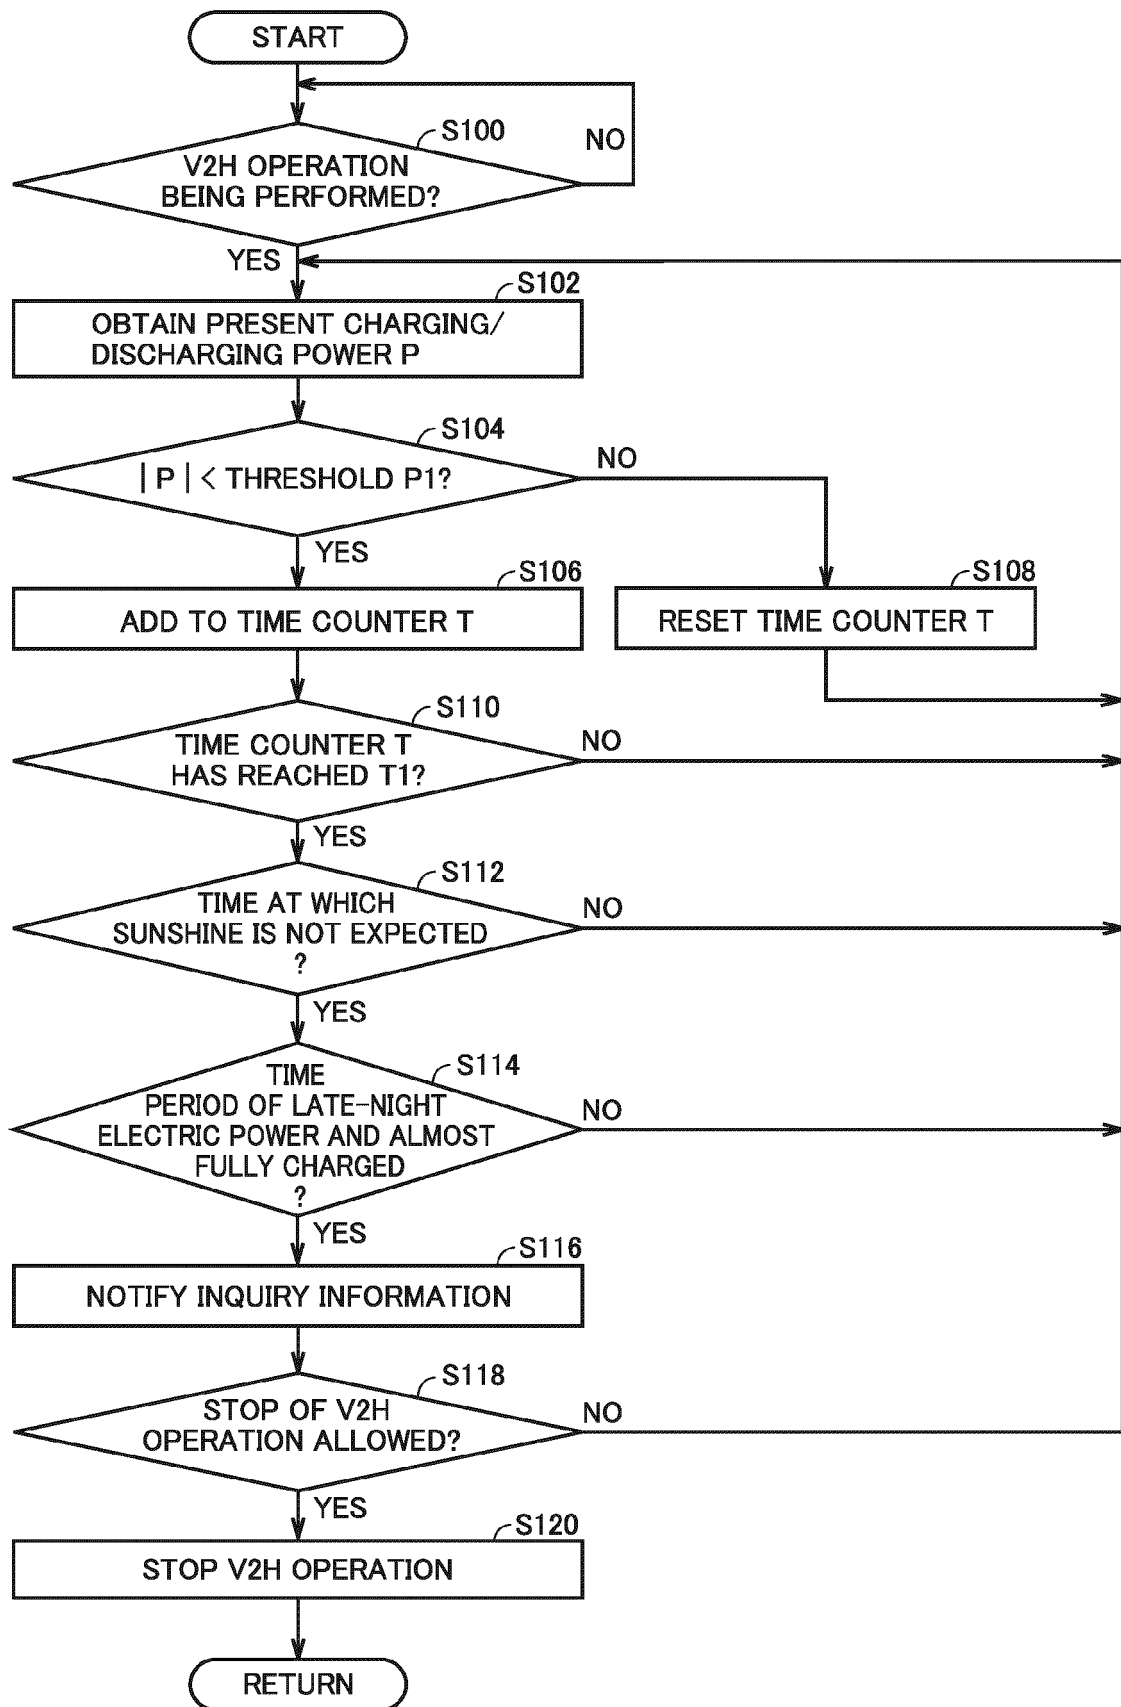 START
S100
NO
V2H OPERATION
BEING PERFORMED?
YES
S102
OBTAIN PRESENT CHARGING/
DISCHARGING POWER P
S104
NO
| P | < THRESHOLD P1?
YES
S106
S108
ADD TO TIME COUNTER T
RESET TIME COUNTER T
S110
NO
TIME COUNTER T
HAS REACHED T1?
YES
S112
NO
TIME AT WHICH
SUNSHINE IS NOT EXPECTED
?
YES
S114
TIME
NO
PERIOD OF LATE-NIGHT
ELECTRIC POWER AND ALMOST
FULLY CHARGED
?
YES
S116
NOTIFY INQUIRY INFORMATION
S118
NO
STOP OF V2H
OPERATION ALLOWED?
YES
S120
STOP V2H OPERATION
RETURN